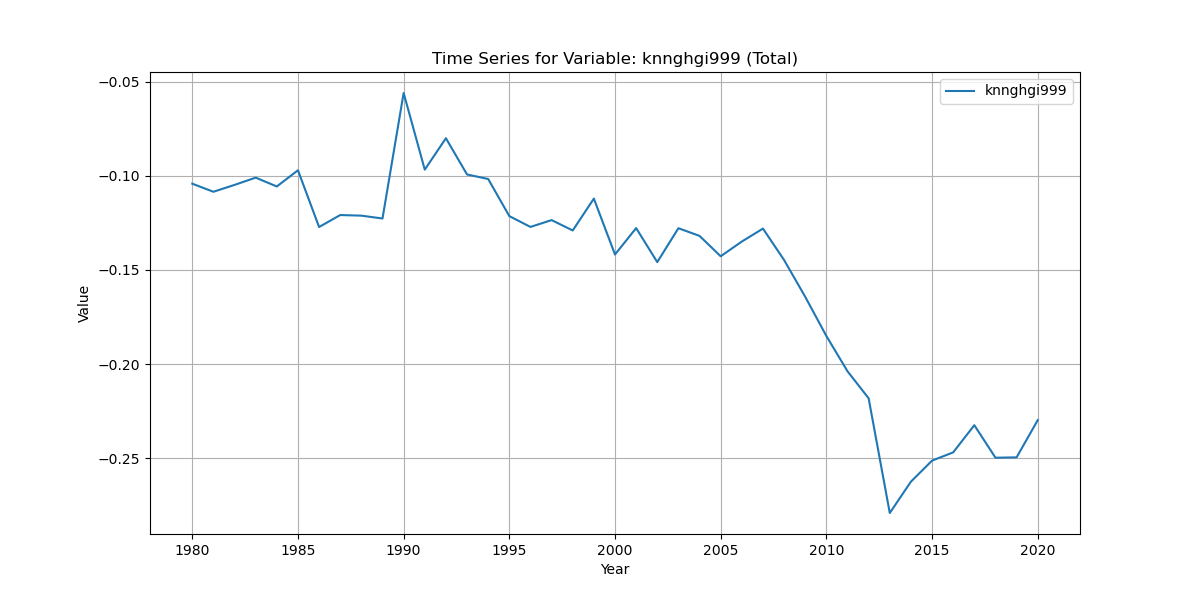 Time Series for Variable: knnghgi999 (Total)
knnghgi999
Value
−0.05
−0.10
−0.15
−0.20
−0.25
1980 1985 1990 1995 2000 2005 2010 2015 2020
Year